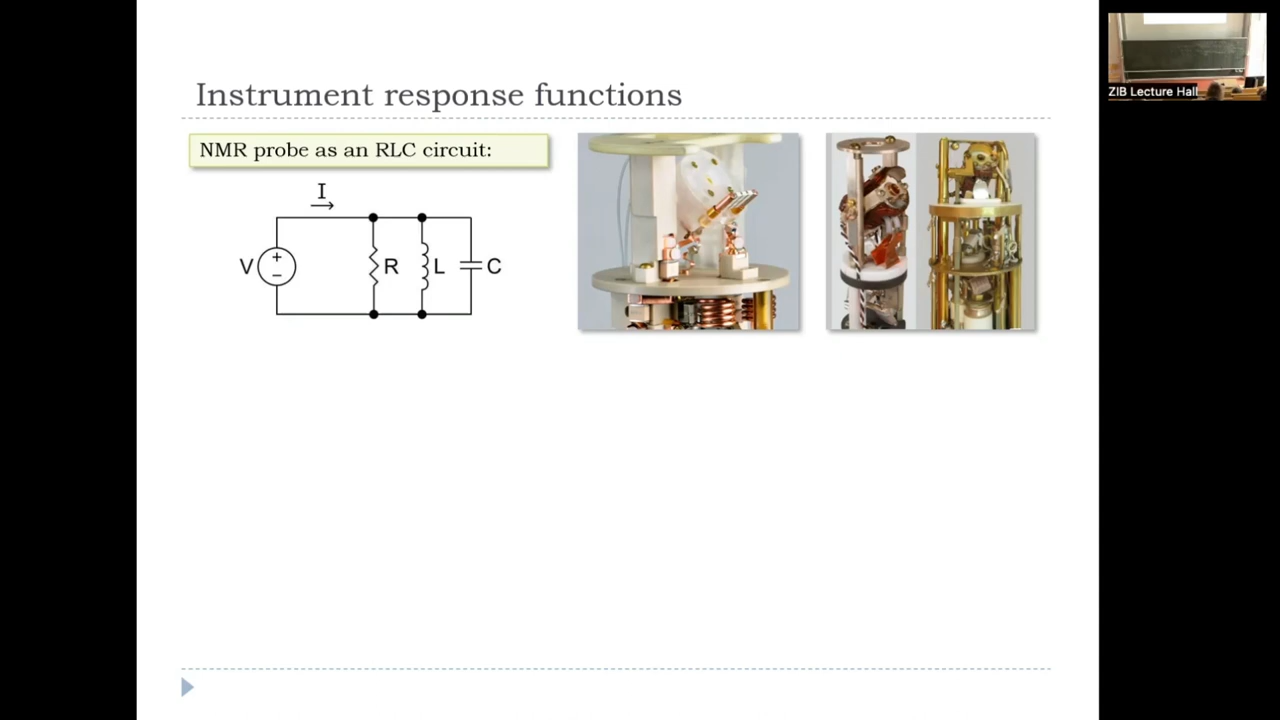 Instrument response functions
NMR probe as an RLC circuit:
I
V
+
−
R
L
C
ZIB Lecture Hall